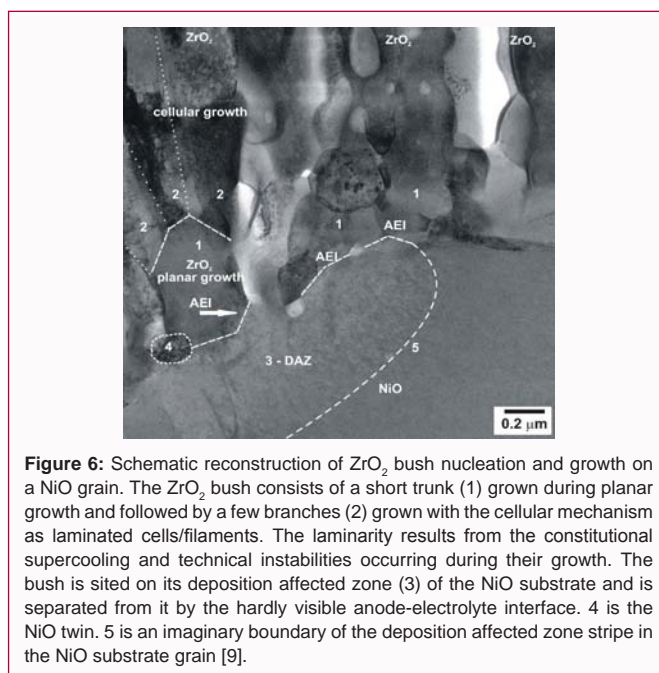 ZrO₂ ZrO₂ ZrO₂
cellular growth
2 2
2 1
1 1
ZrO₂ AEI
planar growth AEI
AEI
4
3 - DAZ 5
NiO
0.2 µm
Figure 6: Schematic reconstruction of ZrO₂ bush nucleation and growth on
a NiO grain. The ZrO₂ bush consists of a short trunk (1) grown during planar
growth and followed by a few branches (2) grown with the cellular mechanism
as laminated cells/filaments. The laminarity results from the constitutional
supercooling and technical instabilities occurring during their growth. The
bush is sited on its deposition affected zone (3) of the NiO substrate and is
separated from it by the hardly visible anode-electrolyte interface. 4 is the
NiO twin. 5 is an imaginary boundary of the deposition affected zone stripe in
the NiO substrate grain [9].